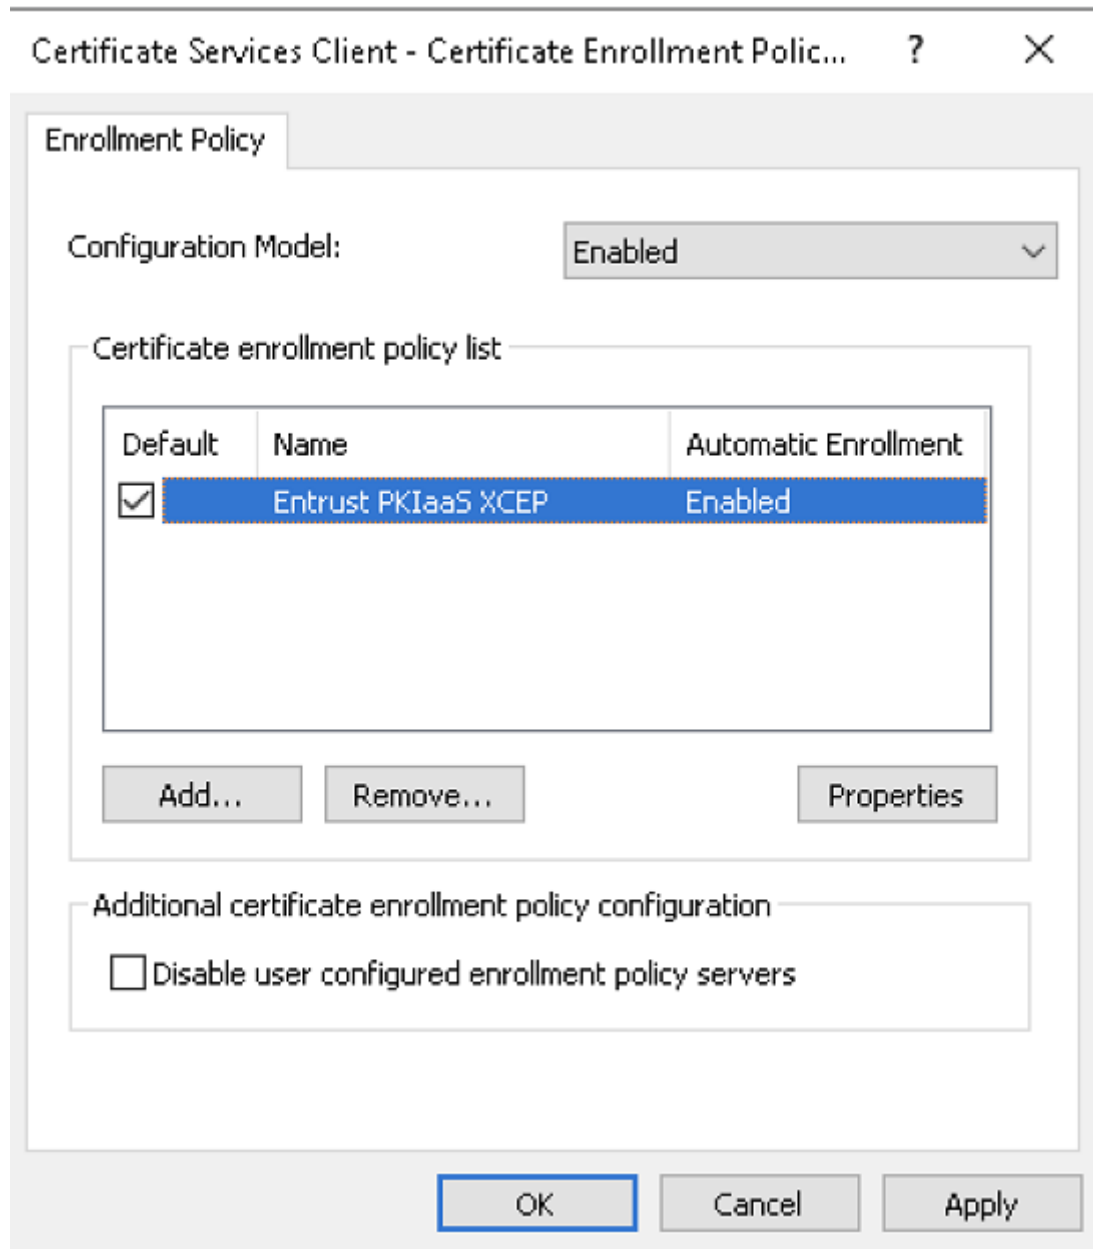 Certificate Services Client - Certificate Enrollment Polic... ?
Enrollment Policy
Configuration Model: Enabled
Certificate enrollment policy list
Default Name Automatic Enrollment
Entrust PKIaaS XCEP Enabled
Add... Remove... Properties
Additional certificate enrollment policy configuration
Disable user configured enrollment policy servers
OK Cancel Apply